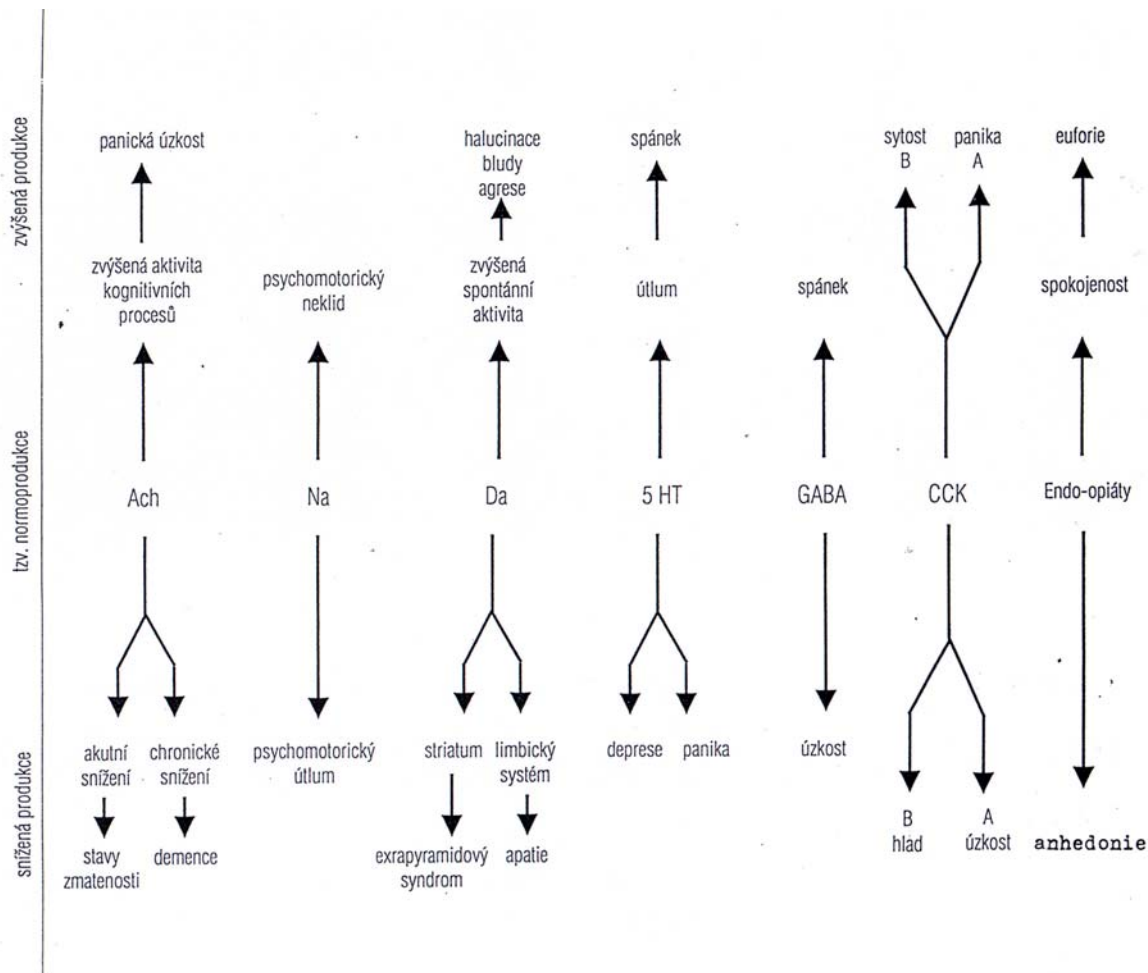 zvýšená produkce
tzv. normoprodukce
snížená produkce
panická úzkost
halucinace
bludy
agrese
spánek
sytost
B
panika
A
euforie
zvýšená aktivita
kognitivních
procesů
psychomotorický
neklid
zvýšená
spontánní
aktivita
útlum
spánek
spokojenost
Ach
Na
Da
5 HT
GABA
CCK
Endo-opiáty
akutní
snížení
chronické
snížení
psychomotorický
útlum
striatum
limbický
systém
deprese
panika
úzkost
B
hlad
A
úzkost
anhedonie
stavy
zmatenosti
demence
exrapyramidový
syndrom
apatie